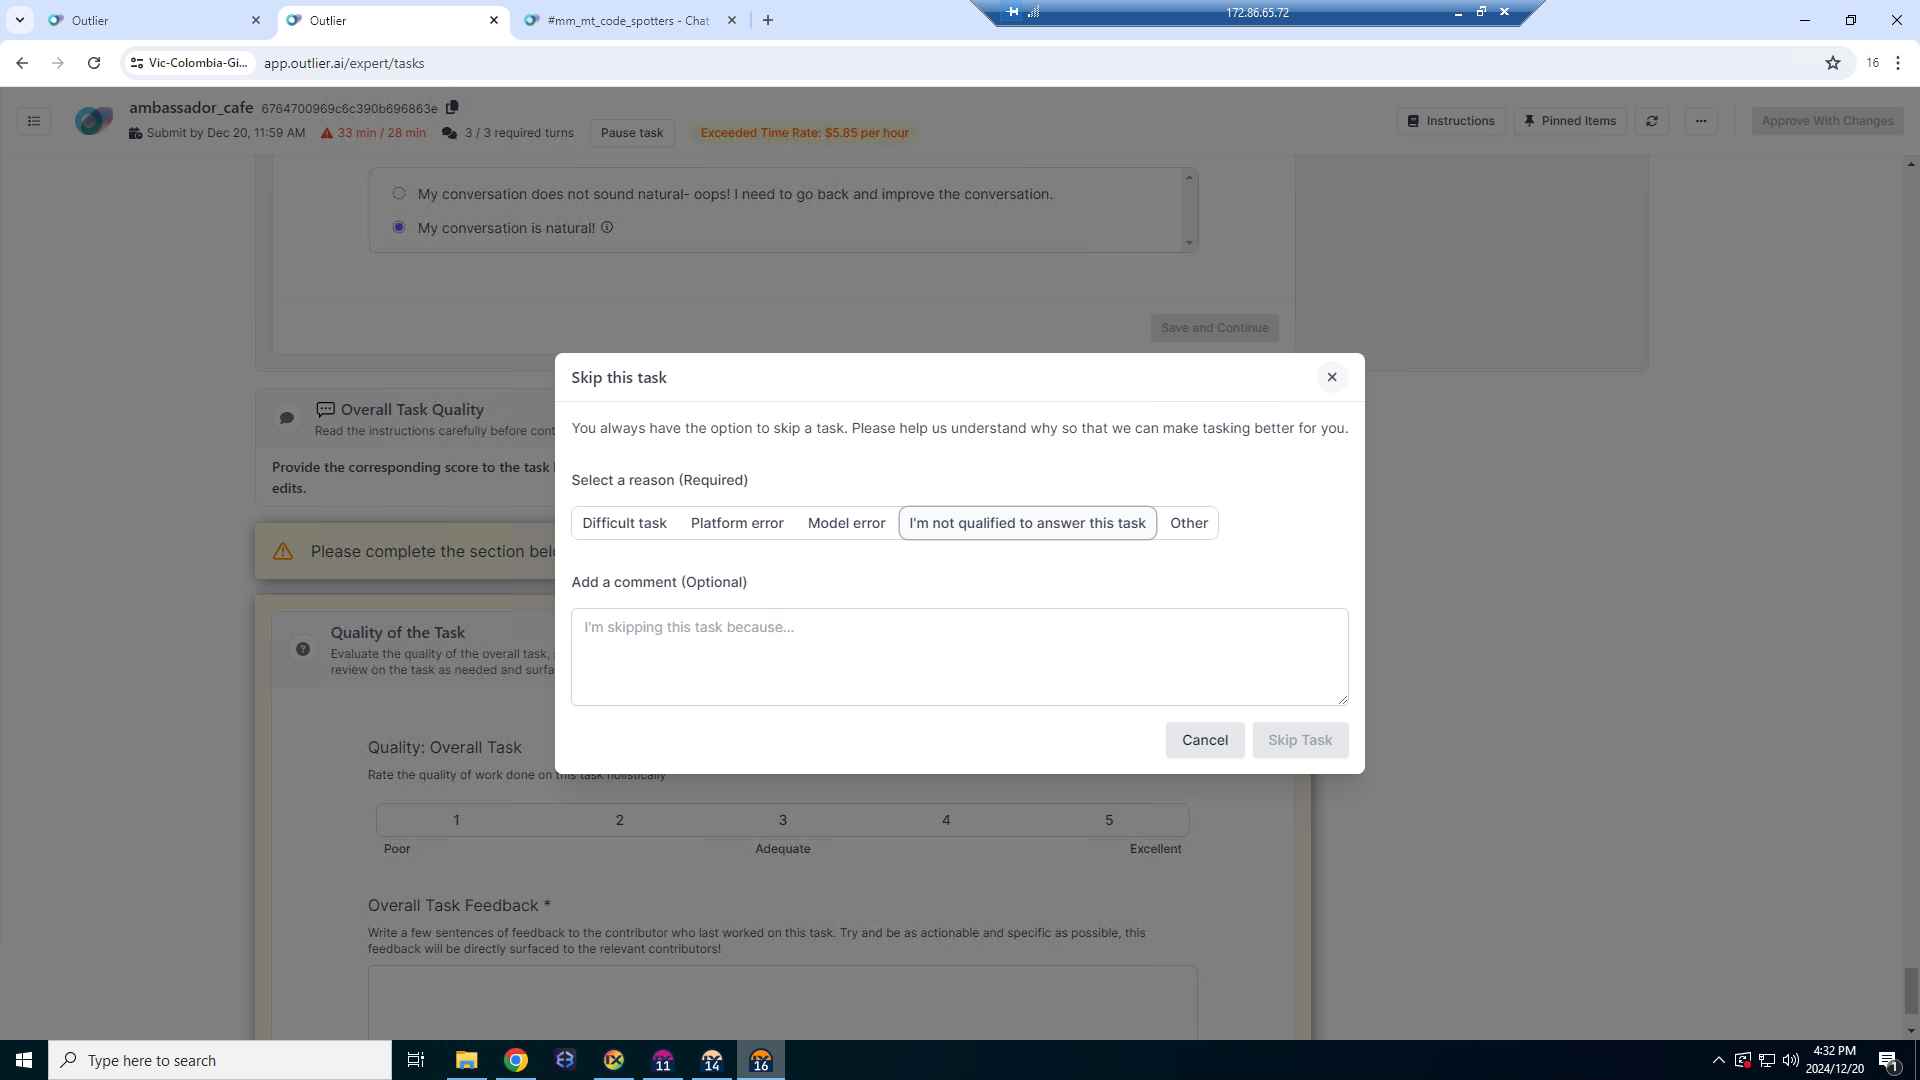 Outlier
Outlier
#mm_mt_code_spotters - Chat
172.86.65.72
Vic-Colombia-Gi...
app.outlier.ai/expert/tasks
16
ambassador_cafe 6764700969c6c390b696863e
Submit by Dec 20, 11:59 AM
33 min / 28 min
3 / 3 required turns
Pause task
Exceeded Time Rate: $5.85 per hour
Instructions
Pinned Items
Approve With Changes
My conversation does not sound natural- oops! I need to go back and improve the conversation.
My conversation is natural!
Save and Continue
Skip this task
You always have the option to skip a task. Please help us understand why so that we can make tasking better for you.
Select a reason (Required)
Difficult task
Platform error
Model error
I'm not qualified to answer this task
Other
Add a comment (Optional)
I'm skipping this task because...
Cancel
Skip Task
Overall Task Quality
Read the instructions carefully before cont
Provide the corresponding score to the task
edits.
Please complete the section belo
Quality of the Task
Evaluate the quality of the overall task,
review on the task as needed and surfa
Quality: Overall Task
Rate the quality of work done on this task holistically
1 2 3 4 5
Poor Adequate Excellent
Overall Task Feedback *
Write a few sentences of feedback to the contributor who last worked on this task. Try and be as actionable and specific as possible, this
feedback will be directly surfaced to the relevant contributors!
Type here to search
11
14
16
4:32 PM
2024/12/20
1